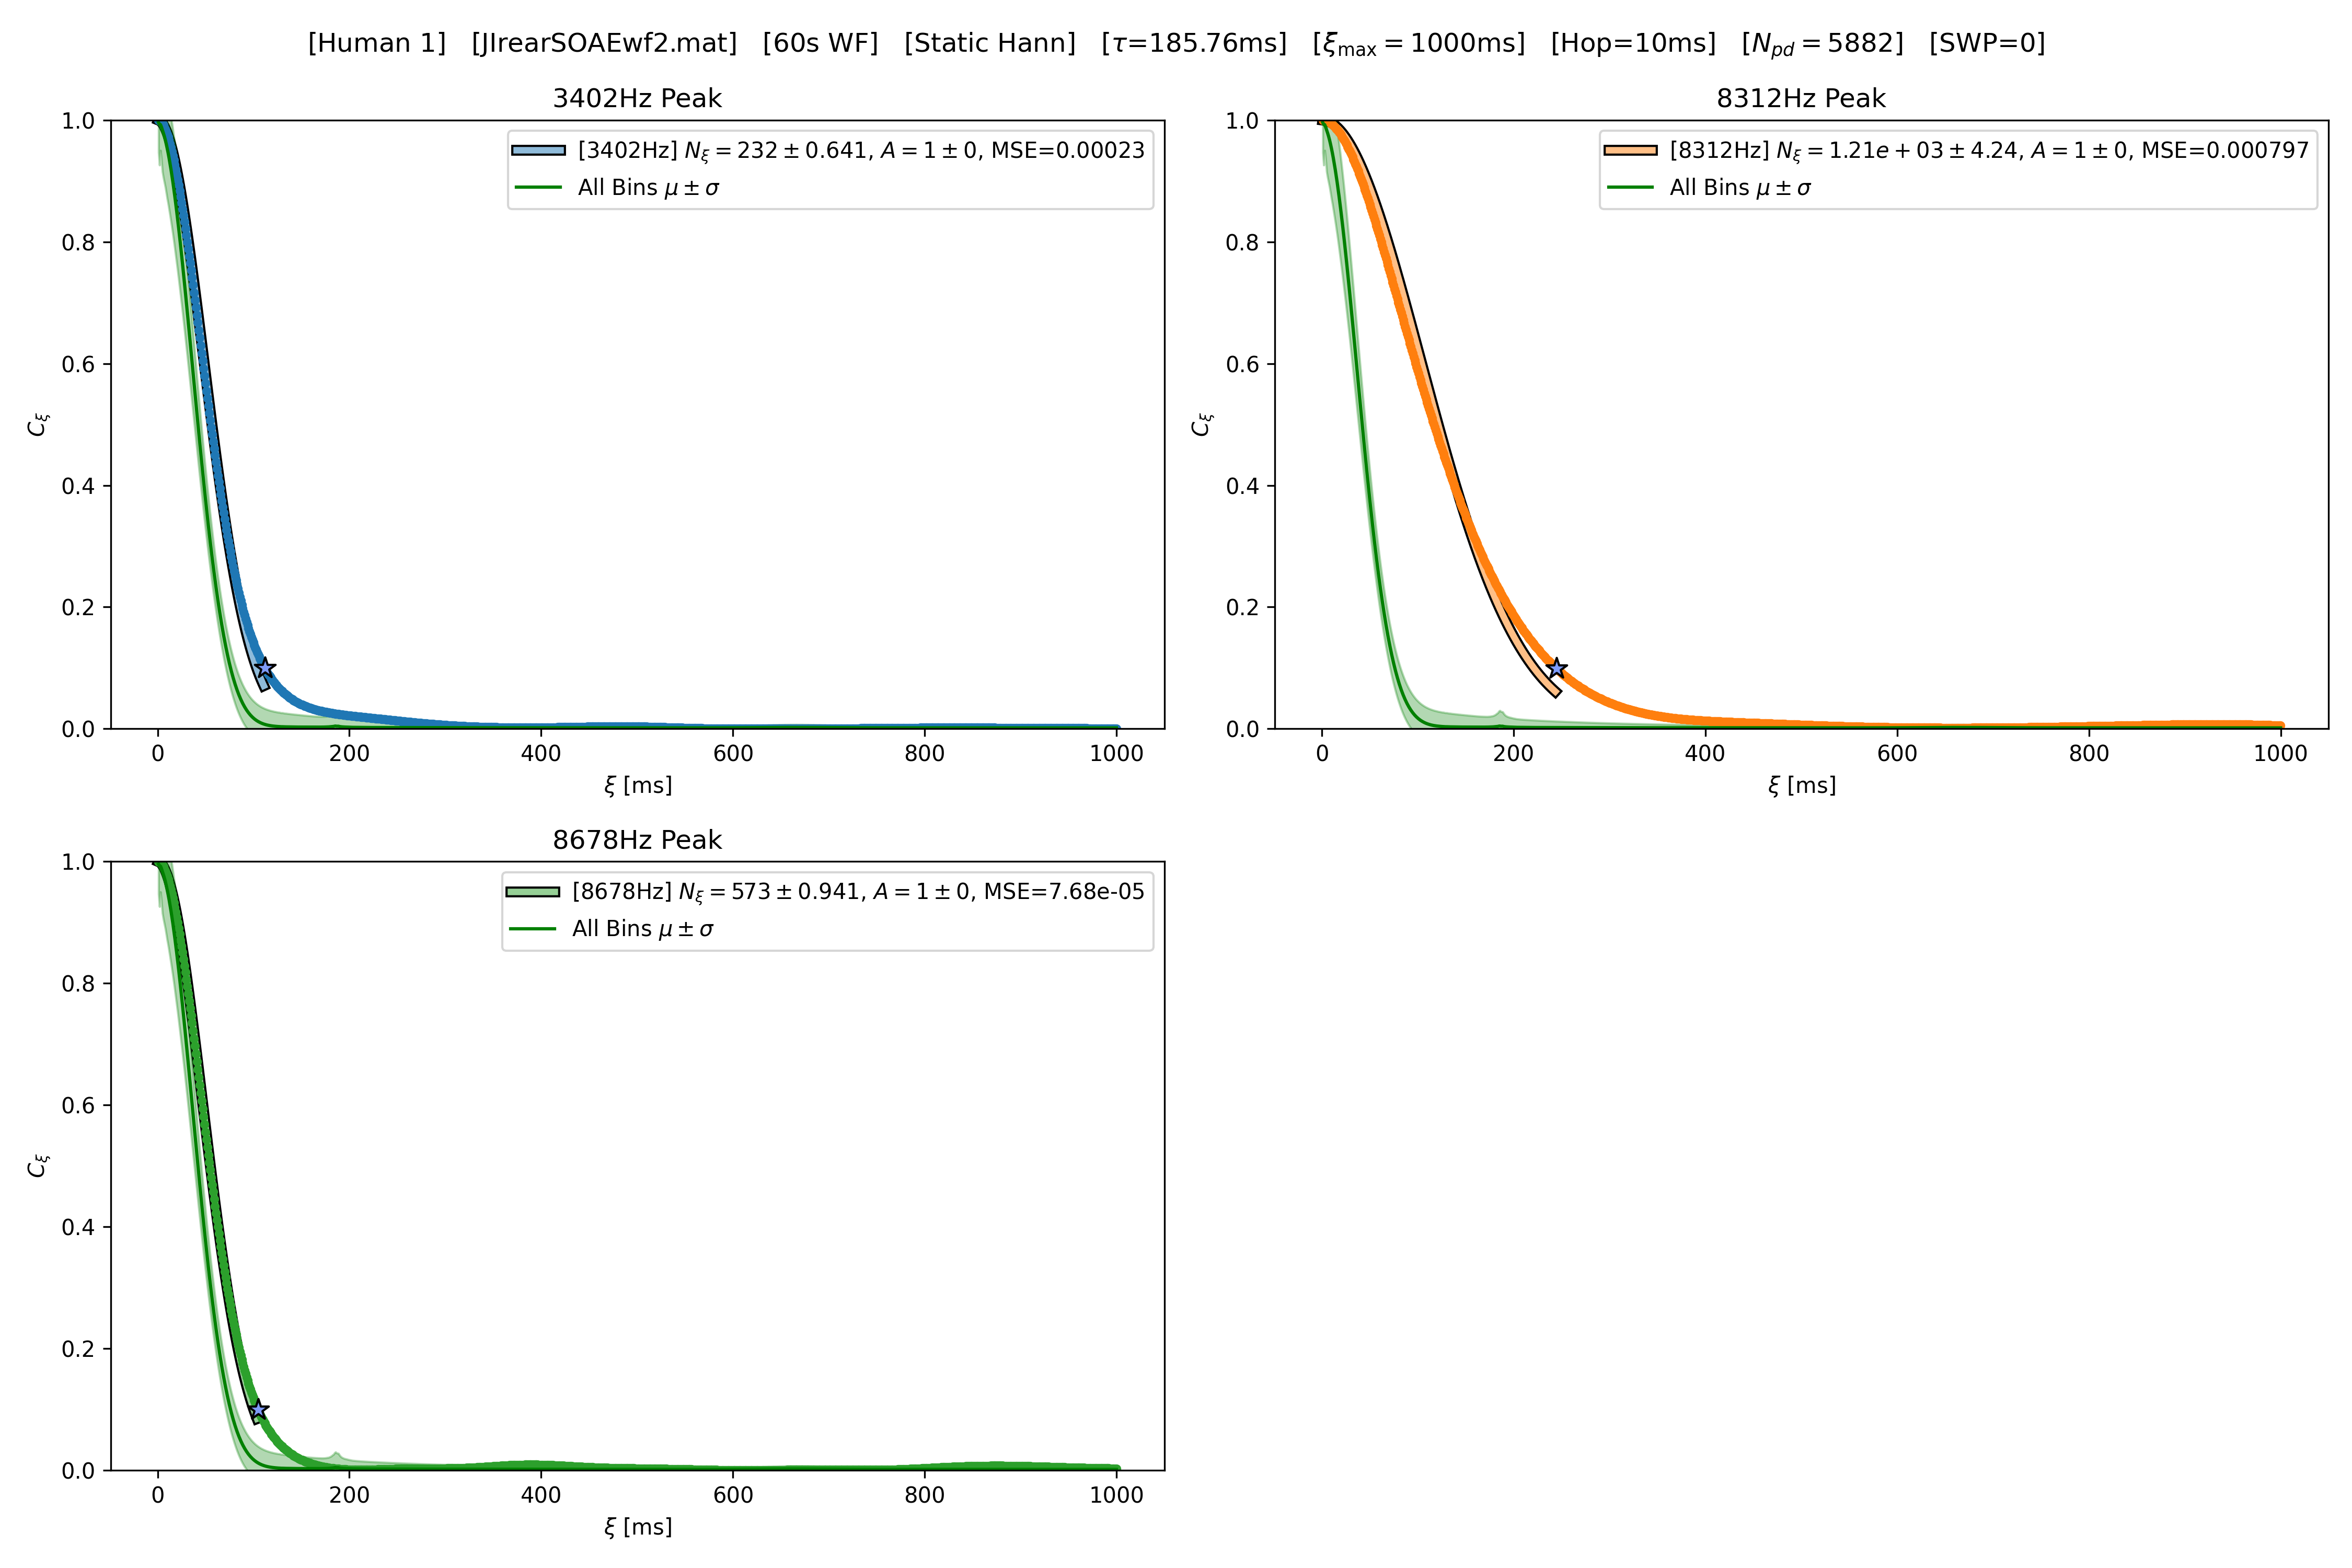 [Human 1] [JIrearSOAEwf2.mat] [60s WF] [Static Hann] [τ=185.76ms] [ξmax = 1000ms] [Hop=10ms] [Npd = 5882] [SWP=0]
3402Hz Peak
1.0
0.8
0.6
0.4
0.2
0.0
Cξ
[3402Hz] Nξ = 232 ± 0.641, A = 1 ± 0, MSE=0.00023
All Bins μ ± σ
0 200 400 600 800 1000
ξ [ms]
8312Hz Peak
1.0
0.8
0.6
0.4
0.2
0.0
Cξ
[8312Hz] Nξ = 1.21e + 03 ± 4.24, A = 1 ± 0, MSE=0.000797
All Bins μ ± σ
0 200 400 600 800 1000
ξ [ms]
8678Hz Peak
1.0
0.8
0.6
0.4
0.2
0.0
Cξ
[8678Hz] Nξ = 573 ± 0.941, A = 1 ± 0, MSE=7.68e-05
All Bins μ ± σ
0 200 400 600 800 1000
ξ [ms]